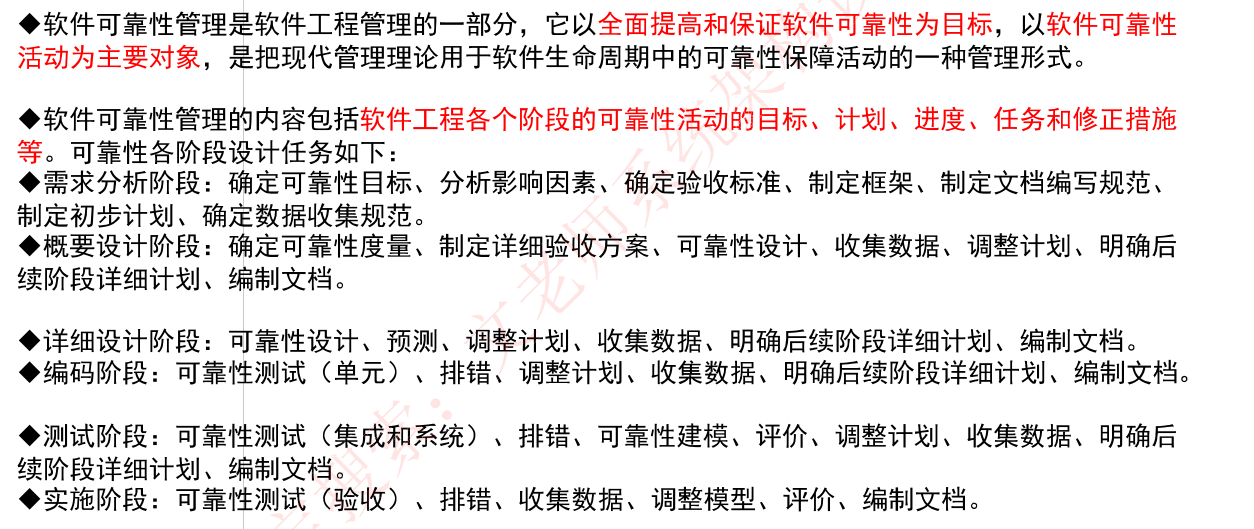 ◆软件可靠性管理是软件工程管理的一部分，它以全面提高和保证软件可靠性为目标，以软件可靠性
活动为主要对象，是把现代管理理论用于软件生命周期中的可靠性保障活动的一种管理形式。
◆软件可靠性管理的内容包括软件工程各个阶段的可靠性活动的目标、计划、进度、任务和修正措施
等。可靠性各阶段设计任务如下：
◆需求分析阶段：确定可靠性目标、分析影响因素、确定验收标准、制定框架、制定文档编写规范、
制定初步计划、确定数据收集规范。
◆概要设计阶段：确定可靠性度量、制定详细验收方案、可靠性设计、收集数据、调整计划、明确后
续阶段详细计划、编制文档。
◆详细设计阶段：可靠性设计、预测、调整计划、收集数据、明确后续阶段详细计划、编制文档。
◆编码阶段：可靠性测试（单元）、排错、调整计划、收集数据、明确后续阶段详细计划、编制文档。
◆测试阶段：可靠性测试（集成和系统）、排错、可靠性建模、评价、调整计划、收集数据、明确后
续阶段详细计划、编制文档。
◆实施阶段：可靠性测试（验收）、排错、收集数据、调整模型、评价、编制文档。
搜索：文老师系统架构